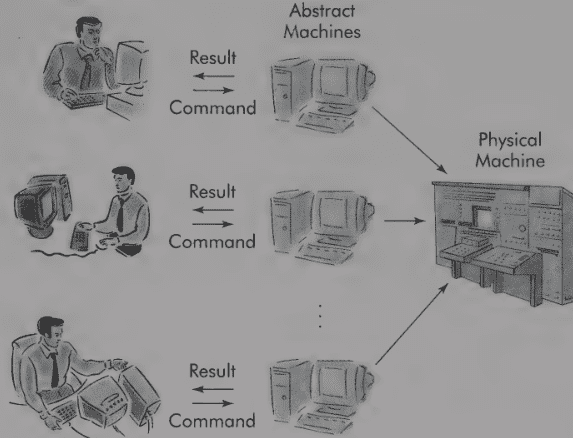 Abstract
Machines
Result
Command
Physical
Machine
Result
Command
Result
Command